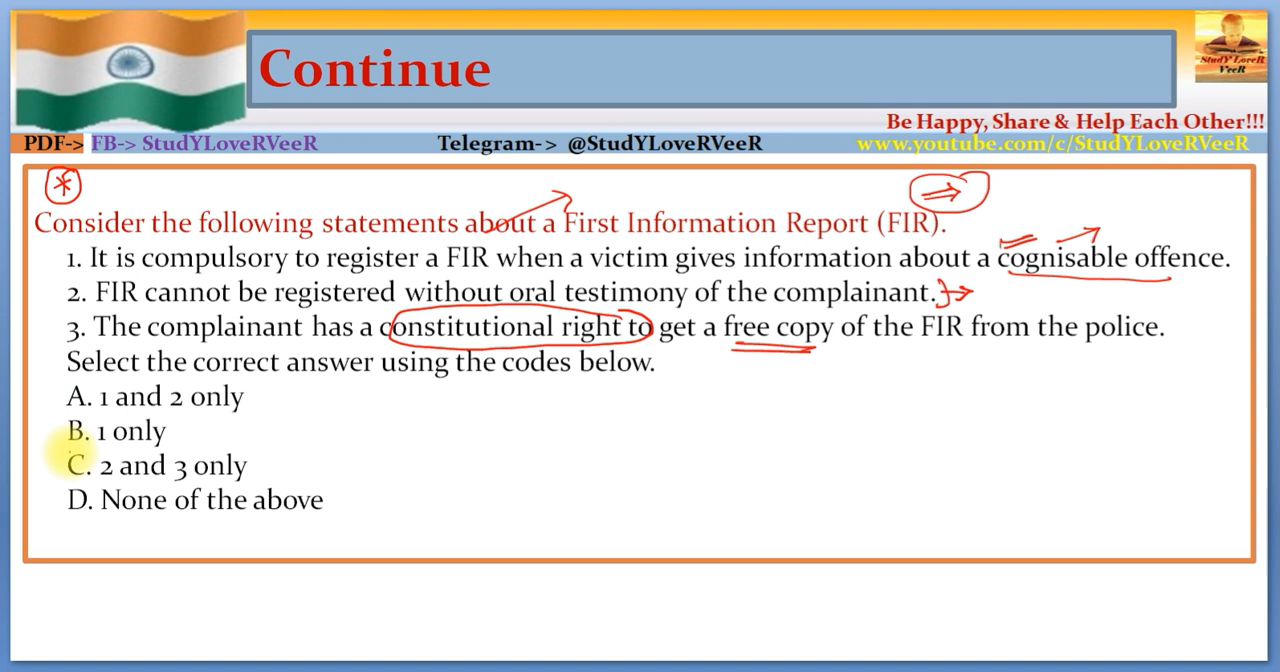 Continue
StudY LoveR
VeeR
Be Happy, Share & Help Each Other!!!
PDF-> FB-> StudYLoveRVeeR Telegram-> @StudYLoveRVeeR www.youtube.com/c/StudYLoveRVeeR
Consider the following statements about a First Information Report (FIR).
1. It is compulsory to register a FIR when a victim gives information about a cognisable offence.
2. FIR cannot be registered without oral testimony of the complainant.
3. The complainant has a constitutional right to get a free copy of the FIR from the police.
Select the correct answer using the codes below.
A. 1 and 2 only
B. 1 only
C. 2 and 3 only
D. None of the above